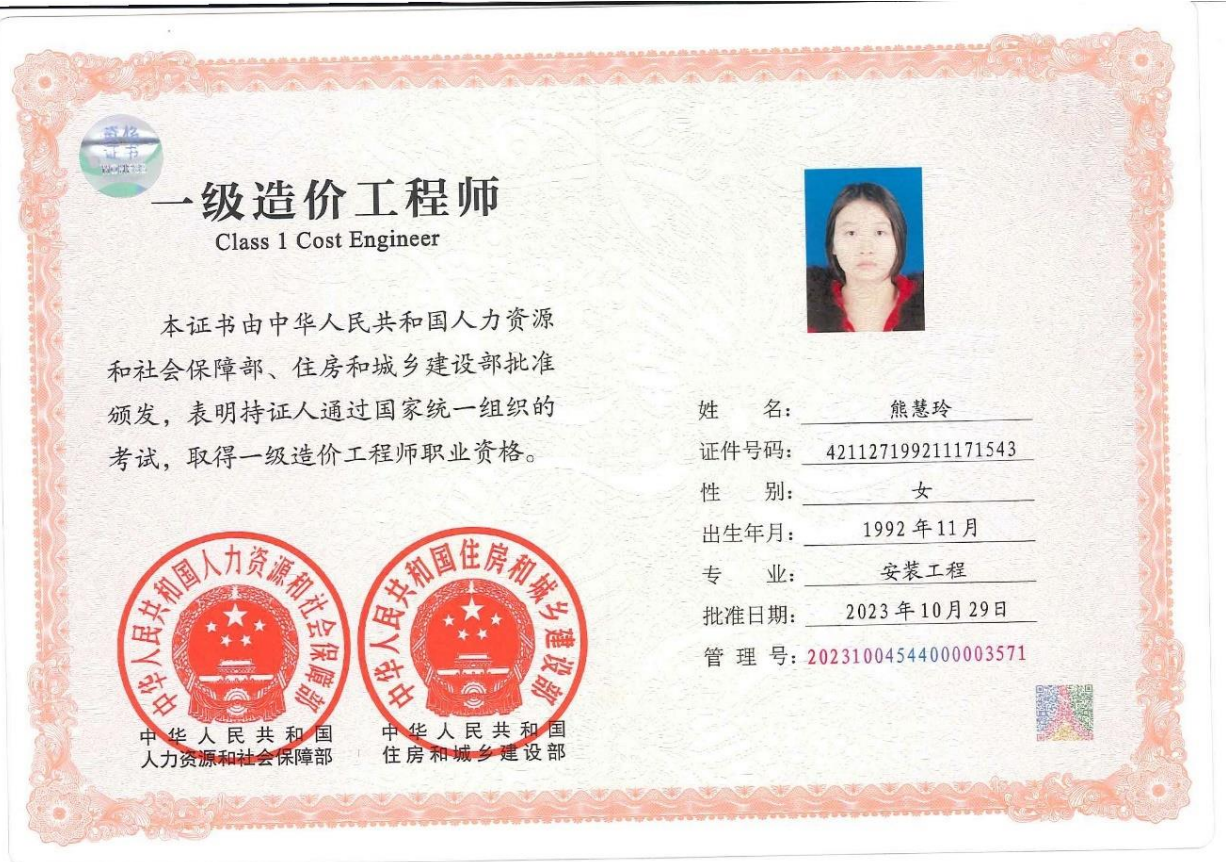 资格
证书
一级造价工程师
Class 1 Cost Engineer
本证书由中华人民共和国人力资源
和社会保障部、住房和城乡建设部批准
颁发，表明持证人通过国家统一组织的
考试，取得一级造价工程师职业资格。
姓 名：熊慧玲
证件号码：421127199211171543
性 别：女
出生年月：1992年11月
专 业：安装工程
批准日期：2023年10月29日
管 理 号：20231004544000003571
中华人民共和国人力资源和社会保障部
中华人民共和国住房和城乡建设部
中华人民共和国
人力资源和社会保障部
中华人民共和国
住房和城乡建设部